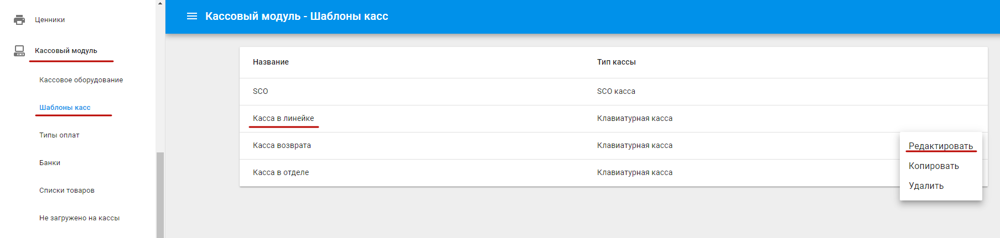 Ценники
Кассовый модуль
Кассовое оборудование
Шаблоны касс
Типы оплат
Банки
Списки товаров
Не загружено на кассы
Кассовый модуль - Шаблоны касс
Название Тип кассы
SCO SCO касса
Касса в линейке Клавиатурная касса
Касса возврата Клавиатурная касса
Касса в отделе Клавиатурная касса
Редактировать
Копировать
Удалить